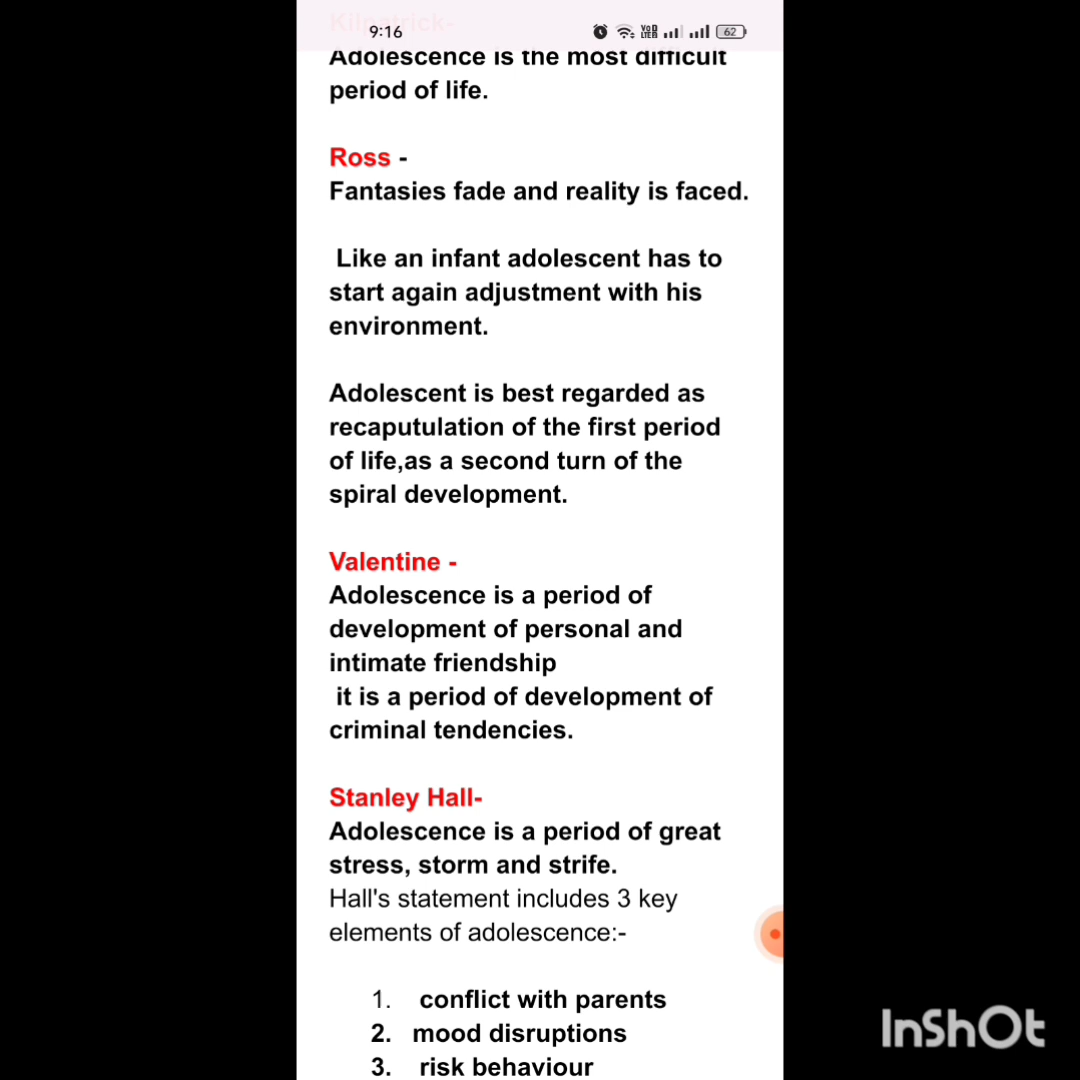 Kilpatrick-
9:16
VoD LTEB
62
Adolescence is the most difficult
period of life.
Ross -
Fantasies fade and reality is faced.
Like an infant adolescent has to
start again adjustment with his
environment.
Adolescent is best regarded as
recaputulation of the first period
of life,as a second turn of the
spiral development.
Valentine -
Adolescence is a period of
development of personal and
intimate friendship
it is a period of development of
criminal tendencies.
Stanley Hall-
Adolescence is a period of great
stress, storm and strife.
Hall's statement includes 3 key
elements of adolescence:-
1. conflict with parents
2. mood disruptions
3. risk behaviour
InShOt